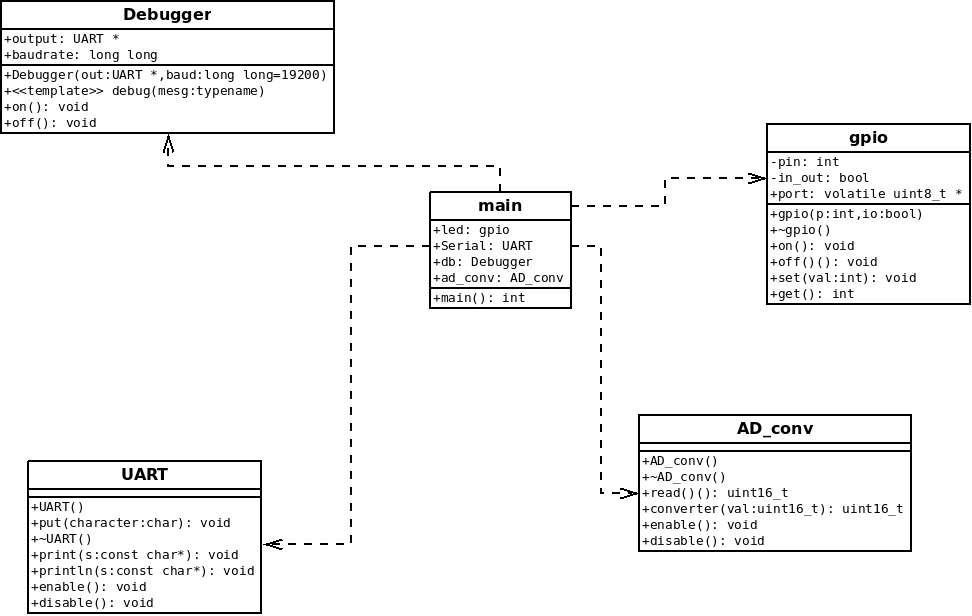 Debugger
+output: UART *
+baudrate: long long
+Debugger(out:UART *,baud:long long=19200)
+<<template>> debug(mesg:typename)
+on(): void
+off(): void
gpio
-pin: int
-in_out: bool
+port: volatile uint8_t *
+gpio(p:int,io:bool)
+~gpio()
+on(): void
+off()(): void
+set(val:int): void
+get(): int
main
+led: gpio
+Serial: UART
+db: Debugger
+ad_conv: AD_conv
+main(): int
AD_conv
+AD_conv()
+~AD_conv()
+read()(): uint16_t
+converter(val:uint16_t): uint16_t
+enable(): void
+disable(): void
UART
+UART()
+put(character:char): void
+~UART()
+print(s:const char*): void
+println(s:const char*): void
+enable(): void
+disable(): void